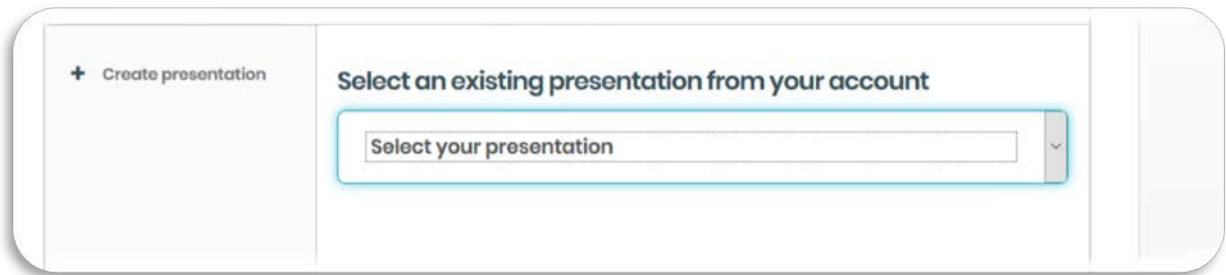 + Create presentation
Select an existing presentation from your account
Select your presentation